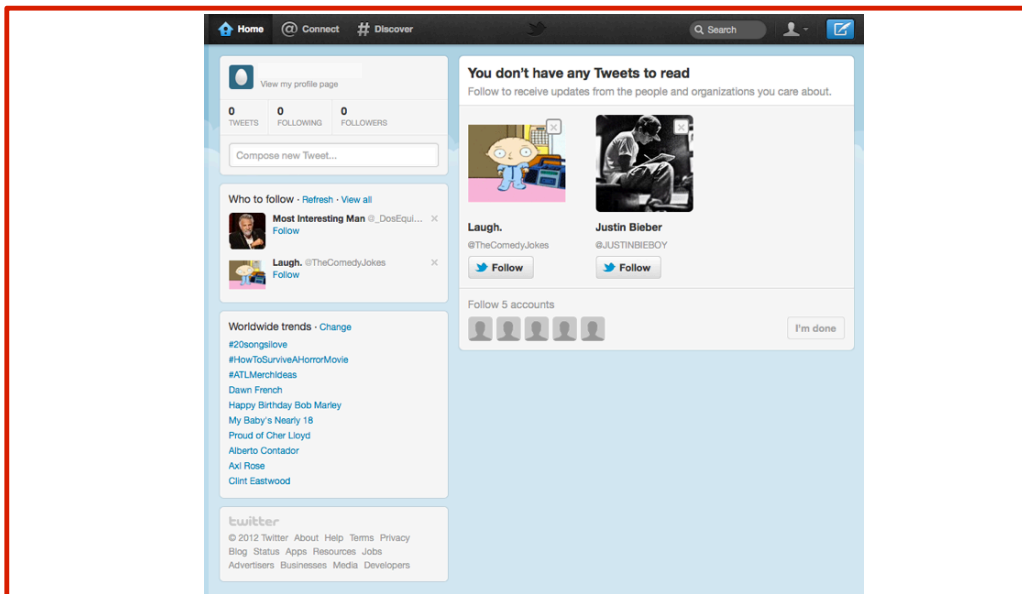 Home @ Connect # Discover Search
View my profile page
0 0 0
TWEETS FOLLOWING FOLLOWERS
Compose new Tweet...
Who to follow · Refresh · View all
Most Interesting Man @_DosEqui...
Follow
Laugh. @TheComedyJokes
Follow
Worldwide trends · Change
#20songsilove
#HowToSurviveAHorrorMovie
#ATLMerchIdeas
Dawn French
Happy Birthday Bob Marley
My Baby's Nearly 18
Proud of Cher Lloyd
Alberto Contador
Axl Rose
Clint Eastwood
twitter
© 2012 Twitter About Help Terms Privacy
Blog Status Apps Resources Jobs
Advertisers Businesses Media Developers
You don't have any Tweets to read
Follow to receive updates from the people and organizations you care about.
Laugh. Justin Bieber
@TheComedyJokes @JUSTINBIEBOY
Follow Follow
Follow 5 accounts
I'm done